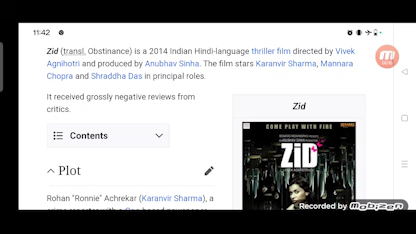 11:42
Zid (transl. Obstinance) is a 2014 Indian Hindi-language thriller film directed by Vivek
Agnihotri and produced by Anubhav Sinha. The film stars Karanvir Sharma, Mannara
Chopra and Shraddha Das in principal roles.
It received grossly negative reviews from
critics.
Contents
Plot
Rohan "Ronnie" Achrekar (Karanvir Sharma), a
Zid
COME PLAY WITH FIRE
ZiD
Recorded by Mobizen